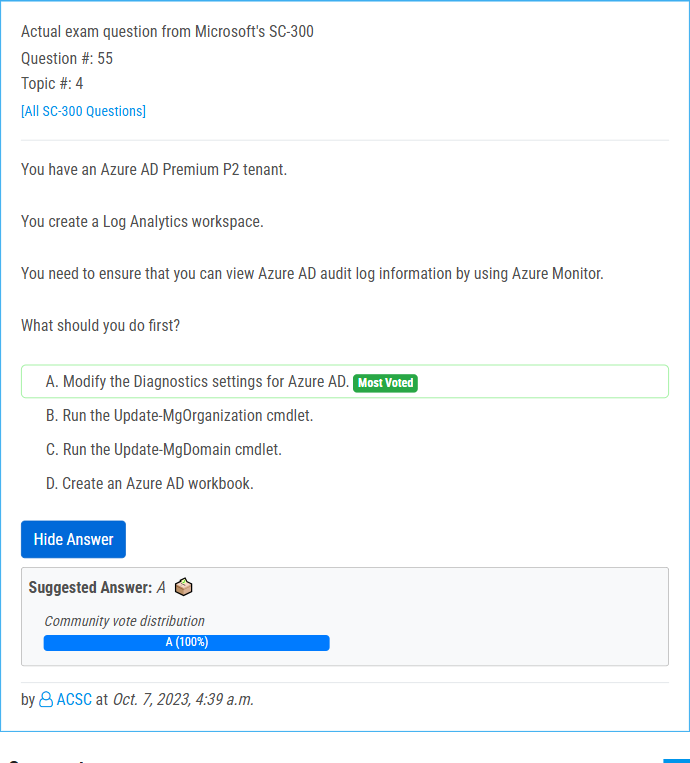 Actual exam question from Microsoft's SC-300
Question #: 55
Topic #: 4
[All SC-300 Questions]
You have an Azure AD Premium P2 tenant.
You create a Log Analytics workspace.
You need to ensure that you can view Azure AD audit log information by using Azure Monitor.
What should you do first?
A. Modify the Diagnostics settings for Azure AD. Most Voted
B. Run the Update-MgOrganization cmdlet.
C. Run the Update-MgDomain cmdlet.
D. Create an Azure AD workbook.
Hide Answer
Suggested Answer: A
Community vote distribution
A (100%)
by ACSC at Oct. 7, 2023, 4:39 a.m.